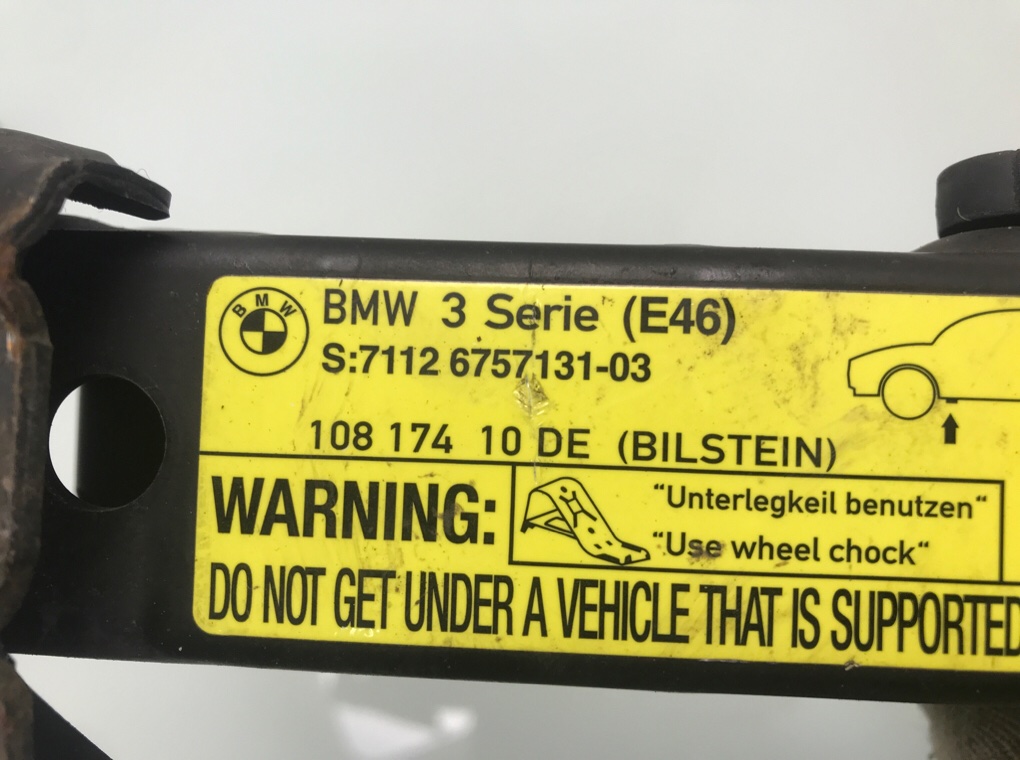 BMW
BMW 3 Serie (E46)
S:7112 6757131-03
108 174 10 DE (BILSTEIN)
WARNING:
"Unterlegkeil benutzen"
"Use wheel chock"
DO NOT GET UNDER A VEHICLE THAT IS SUPPORTED